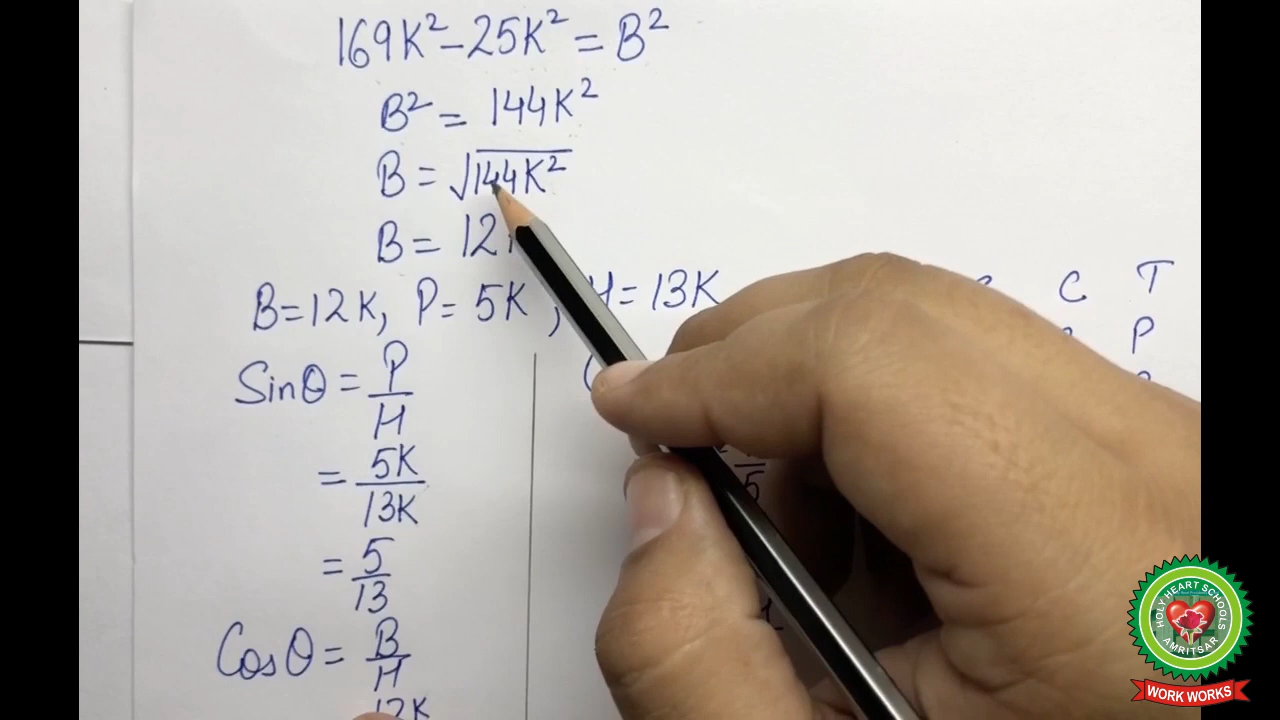 169K² − 25K² = B²
B² = 144K²
B = √144K²
B = 12
B = 12K, P = 5K, H = 13K
C T
P
Sinθ = P/H
= 5K/13K
= 5/13
Cosθ = B/H
12K
5
HOLY HEART SCHOOLS
AMRITSAR
WORK WORKS